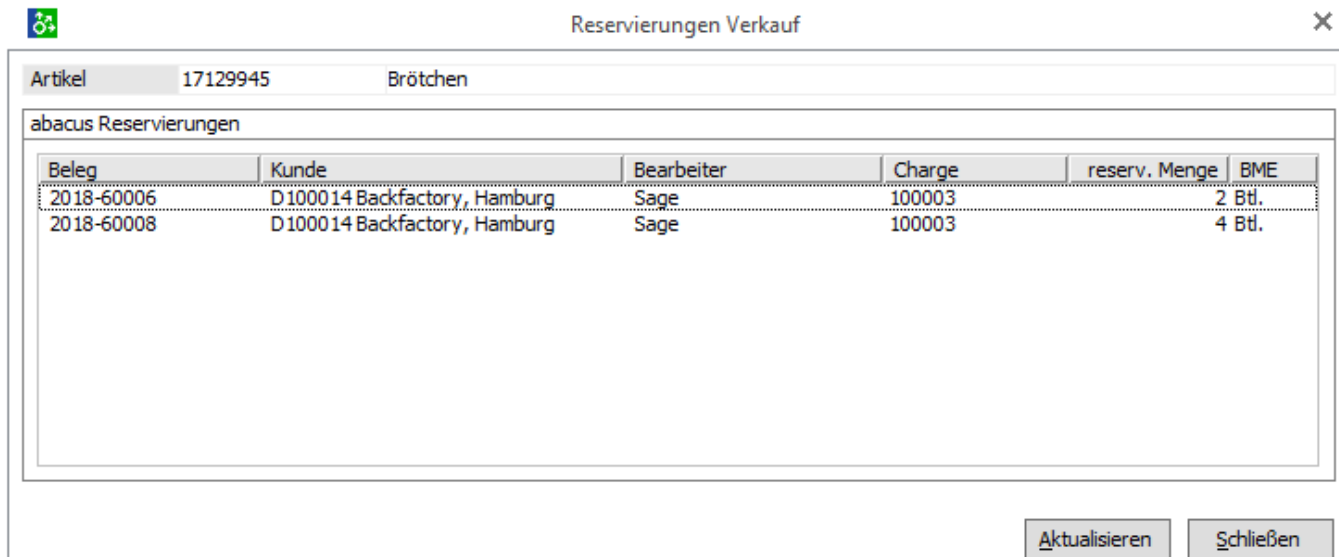 Reservierungen Verkauf
Artikel 17129945 Brötchen
abacus Reservierungen
Beleg Kunde Bearbeiter Charge reserv. Menge BME
2018-60006 D100014 Backfactory, Hamburg Sage 100003 2 Btl.
2018-60008 D100014 Backfactory, Hamburg Sage 100003 4 Btl.
Aktualisieren Schließen